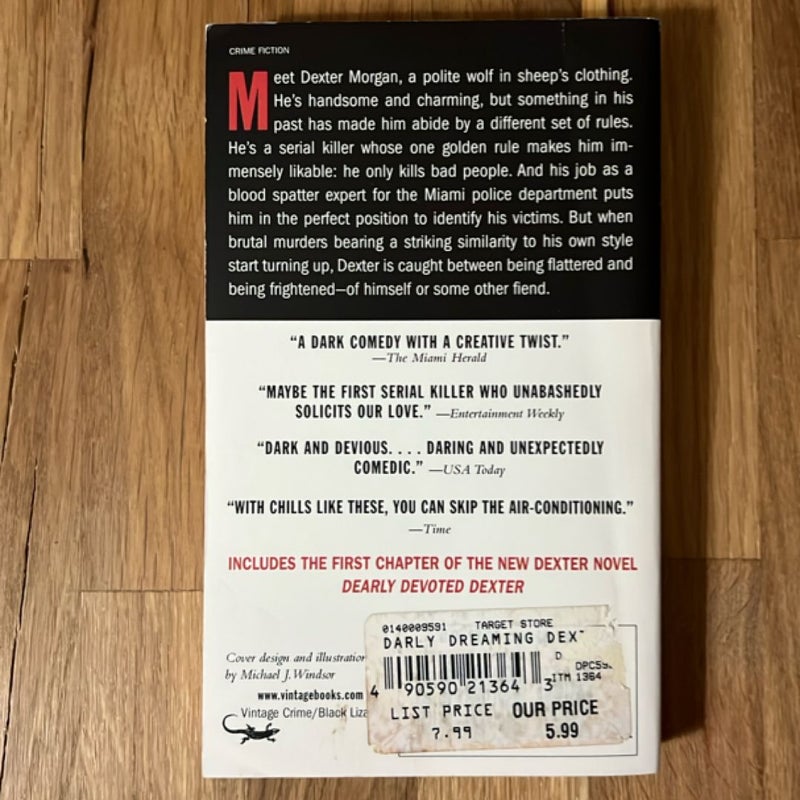 CRIME FICTION
Meet Dexter Morgan, a polite wolf in sheep's clothing.
He's handsome and charming, but something in his
past has made him abide by a different set of rules.
He's a serial killer whose one golden rule makes him im-
mensely likable: he only kills bad people. And his job as a
blood spatter expert for the Miami police department puts
him in the perfect position to identify his victims. But when
brutal murders bearing a striking similarity to his own style
start turning up, Dexter is caught between being flattered and
being frightened—of himself or some other fiend.
“A DARK COMEDY WITH A CREATIVE TWIST.”
—The Miami Herald
“MAYBE THE FIRST SERIAL KILLER WHO UNABASHEDLY
SOLICITS OUR LOVE.” —Entertainment Weekly
“DARK AND DEVIOUS. . . . DARING AND UNEXPECTEDLY
COMEDIC.” —USA Today
“WITH CHILLS LIKE THESE, YOU CAN SKIP THE AIR-CONDITIONING.”
—Time
INCLUDES THE FIRST CHAPTER OF THE NEW DEXTER NOVEL
DEARLY DEVOTED DEXTER
Cover design and illustration
by Michael J. Windsor
www.vintagebooks.com
Vintage Crime/Black Liza
0140009591 TARGET STORE
DARLY DREAMING DEX
D
DPC59
4 90590 21364 3
ITM 1364
LIST PRICE OUR PRICE
7.99 5.99